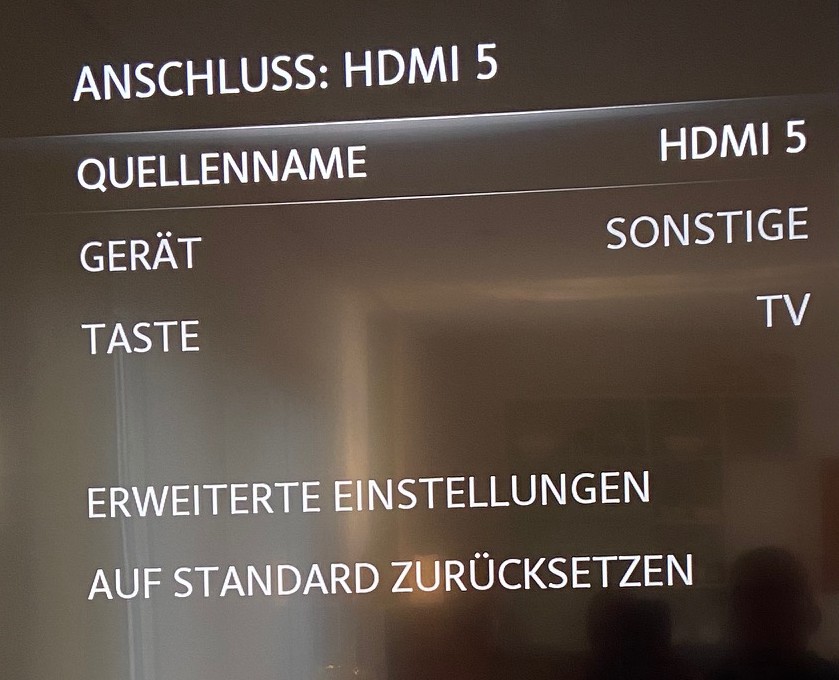 ANSCHLUSS: HDMI 5
QUELLENNAME HDMI 5
GERÄT SONSTIGE
TASTE TV
ERWEITERTE EINSTELLUNGEN
AUF STANDARD ZURÜCKSETZEN